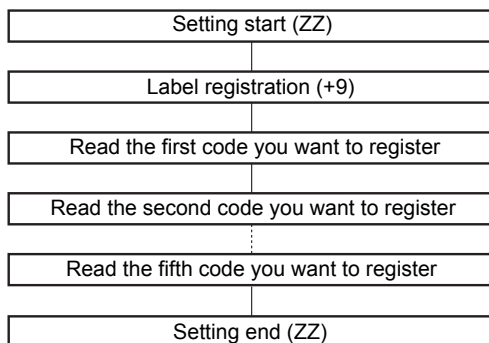 Setting start (ZZ)
Label registration (+9)
Read the first code you want to register
Read the second code you want to register
Read the fifth code you want to register
Setting end (ZZ)